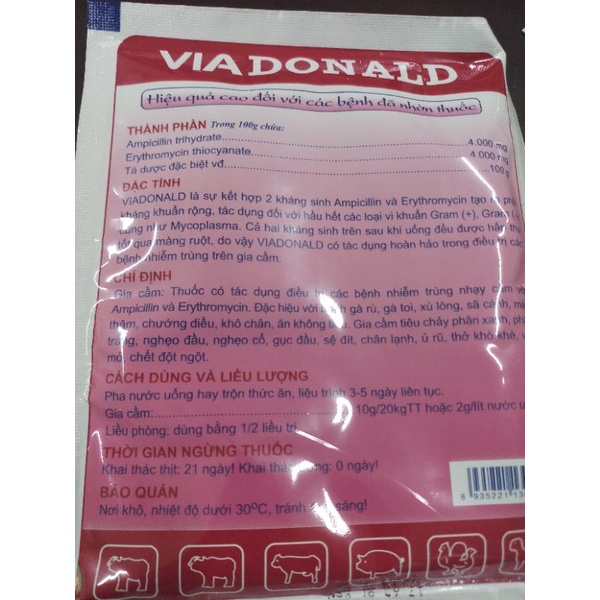 VIADONALD
Hiệu quả cao đối với các bệnh đã nhờn thuốc
THÀNH PHẦN Trong 100g chứa:
Ampicillin trihydrate 4.000 mg
Erythromycin thiocyanate 4.000 mg
Tá dược đặc biệt vđ 100 g
ĐẶC TÍNH
VIADONALD là sự kết hợp 2 kháng sinh Ampicillin và Erythromycin tạo ra
kháng khuẩn rộng, tác dụng đối với hầu hết các loại vi khuẩn Gram (+), Gram (-)
cũng như Mycoplasma. Cả hai kháng sinh trên sau khi uống đều được hấp thu
tốt qua màng ruột, do vậy VIADONALD có tác dụng hoàn hảo trong điều trị các
bệnh nhiễm trùng trên gia cầm.
CHỈ ĐỊNH
Gia cầm: Thuốc có tác dụng điều trị các bệnh nhiễm trùng nhạy cảm
Ampicillin và Erythromycin. Đặc hiệu với bệnh gà rù, gà toi, xù lông, sã cánh,
thâm, chướng diều, khô chân, ăn không tiêu. Gia cầm tiêu chảy phân xanh,
trắng, nghẹo đầu, nghẹo cổ, gục đầu, sệ đít, chân lạnh, ủ rũ, thở khò khè,
mỏ, chết đột ngột.
CÁCH DÙNG VÀ LIỀU LƯỢNG
Pha nước uống hay trộn thức ăn, liệu trình 3-5 ngày liên tục.
Gia cầm: 10g/20kgTT hoặc 2g/lít nước
Liều phòng: dùng bằng 1/2 liều trị.
THỜI GIAN NGỪNG THUỐC
Khai thác thịt: 21 ngày! Khai thác trứng: 0 ngày!
BẢO QUẢN
Nơi khô, nhiệt độ dưới 30ºC, tránh ánh sáng!
8 935221